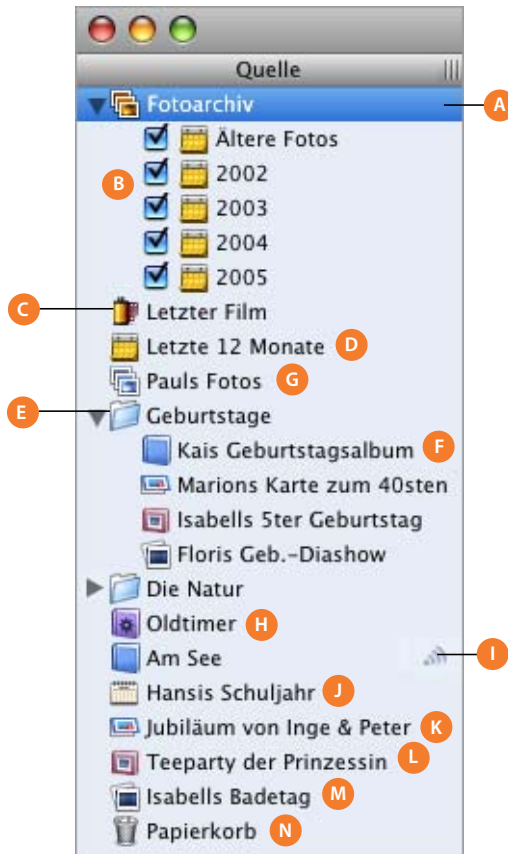 Quelle
Fotoarchiv A
Ältere Fotos
B 2002
2003
2004
2005
C Letzter Film
Letzte 12 Monate D
Pauls Fotos G
E Geburtstage
Kais Geburtstagsalbum F
Marions Karte zum 40sten
Isabells 5ter Geburtstag
Floris Geb.-Diashow
Die Natur
Oldtimer H
Am See I
Hansis Schuljahr J
Jubiläum von Inge & Peter K
Teeparty der Prinzessin L
Isabells Badetag M
Papierkorb N